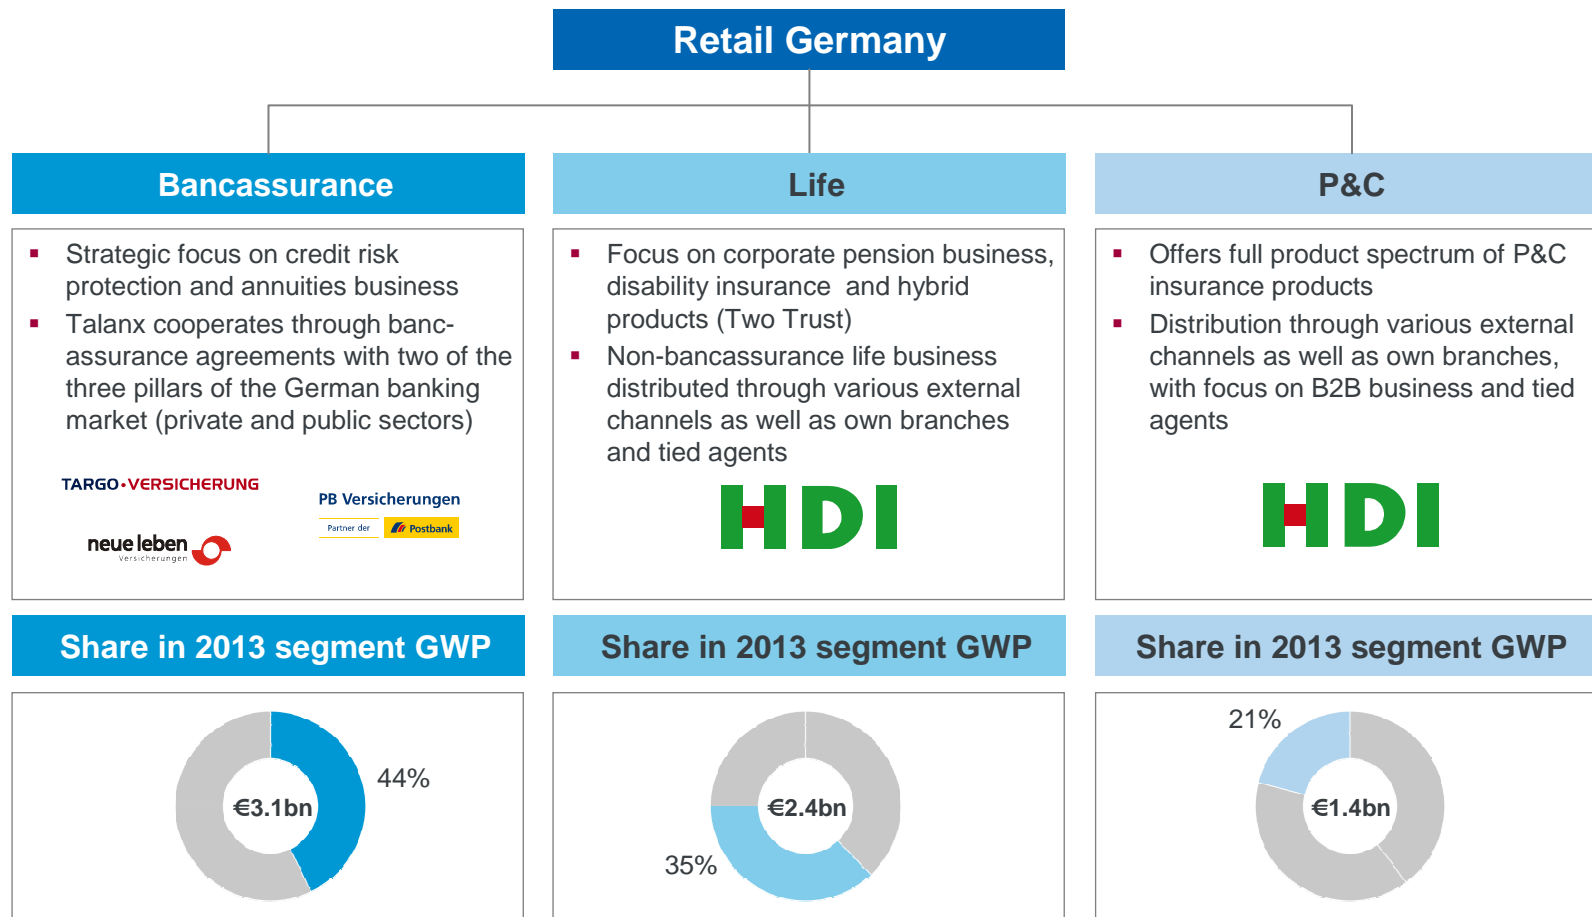 Retail Germany
Bancassurance
▪ Strategic focus on credit risk
protection and annuities business
▪ Talanx cooperates through banc-
assurance agreements with two of the
three pillars of the German banking
market (private and public sectors)
TARGO•VERSICHERUNG
PB Versicherungen
Partner der Postbank
neue leben
Versicherungen
Life
▪ Focus on corporate pension business,
disability insurance  and hybrid
products (Two Trust)
▪ Non-bancassurance life business
distributed through various external
channels as well as own branches
and tied agents
HDI
P&C
▪ Offers full product spectrum of P&C
insurance products
▪ Distribution through various external
channels as well as own branches,
with focus on B2B business and tied
agents
HDI
Share in 2013 segment GWP
44%
€3.1bn
Share in 2013 segment GWP
€2.4bn
35%
Share in 2013 segment GWP
21%
€1.4bn